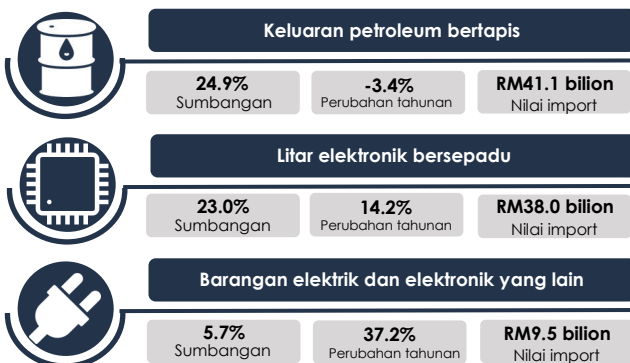 Keluaran petroleum bertapis
24.9% -3.4% RM41.1 bilion
Sumbangan Perubahan tahunan Nilai import
Litar elektronik bersepadu
23.0% 14.2% RM38.0 bilion
Sumbangan Perubahan tahunan Nilai import
Barangan elektrik dan elektronik yang lain
5.7% 37.2% RM9.5 bilion
Sumbangan Perubahan tahunan Nilai import